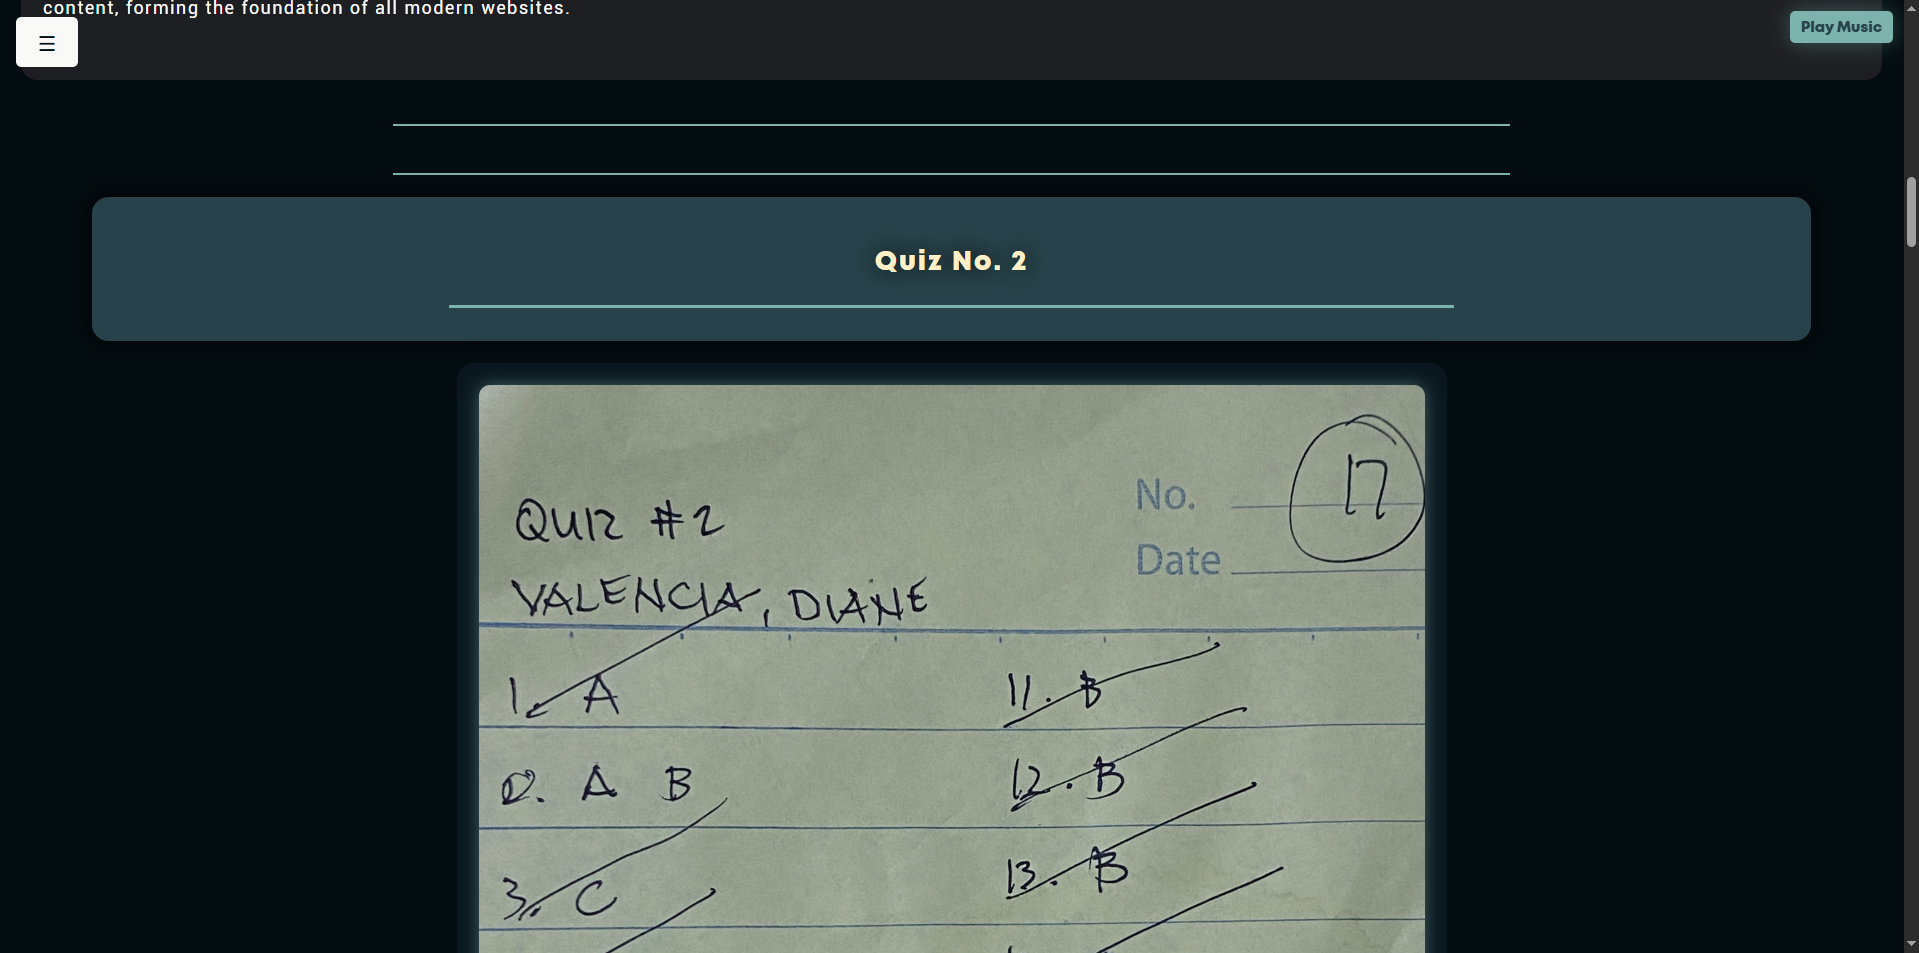 content, forming the foundation of all modern websites.
☰
Play Music
Quiz No. 2
No. 17
QUIZ #2
Date
VALENCIA, DIANE
1. A
11. B
2. A B
12. B
3. C
13. B